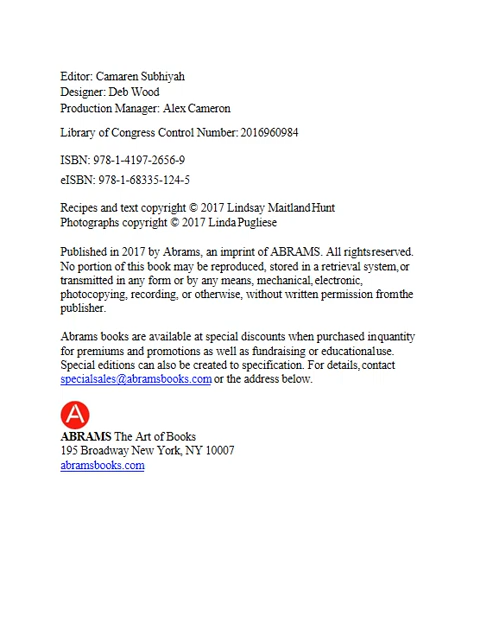 Editor: Camaren Subhiyah
Designer: Deb Wood
Production Manager: Alex Cameron
Library of Congress Control Number: 2016960984
ISBN: 978-1-4197-2656-9
eISBN: 978-1-68335-124-5
Recipes and text copyright © 2017 Lindsay Maitland Hunt
Photographs copyright © 2017 Linda Pugliese
Published in 2017 by Abrams, an imprint of ABRAMS. All rights reserved.
No portion of this book may be reproduced, stored in a retrieval system, or
transmitted in any form or by any means, mechanical, electronic,
photocopying, recording, or otherwise, without written permission from the
publisher.
Abrams books are available at special discounts when purchased in quantity
for premiums and promotions as well as fundraising or educational use.
Special editions can also be created to specification. For details, contact
specialsales@abramsbooks.com or the address below.
A
ABRAMS The Art of Books
195 Broadway New York, NY 10007
abramsbooks.com